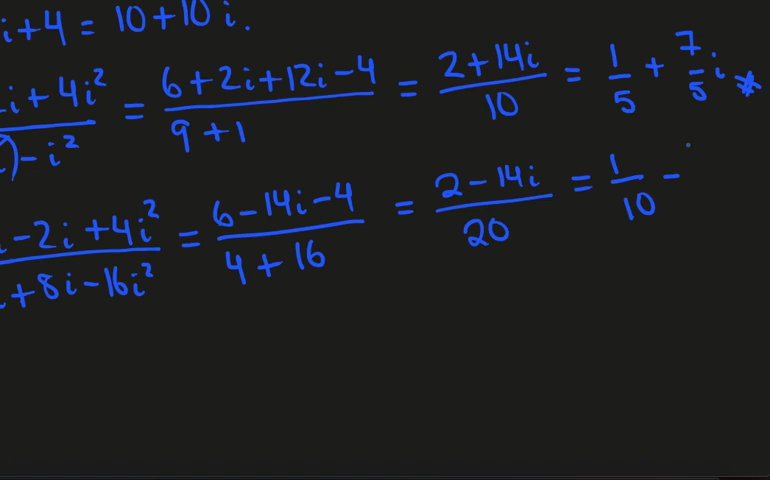 i+4 = 10+10i.
i+4i² / )-i² = 6+2i+12i-4 / 9+1 = 2+14i / 10 = 1/5 + 7/5 i *
-2i+4i² / +8i-16i² = 6-14i-4 / 4+16 = 2-14i / 20 = 1/10 -